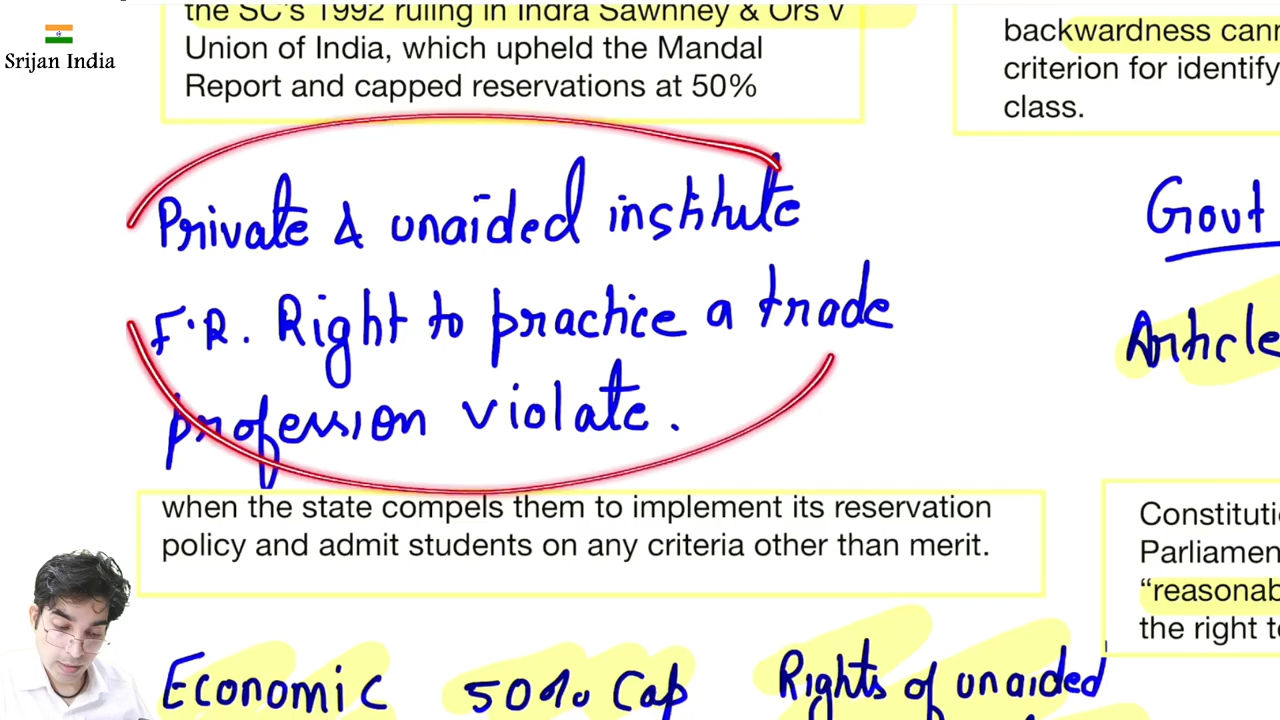 the SC's 1992 ruling in Indra Sawhney & Ors v
Union of India, which upheld the Mandal
Report and capped reservations at 50%
backwardness cann
criterion for identify
class.
Srijan India
Private & unaided institute
F.R. Right to practice a trade
profession violate.
Govt
Article
when the state compels them to implement its reservation
policy and admit students on any criteria other than merit.
Constituti
Parliamen
“reasonab
the right t
Economic
50% Cap
Rights of unaided